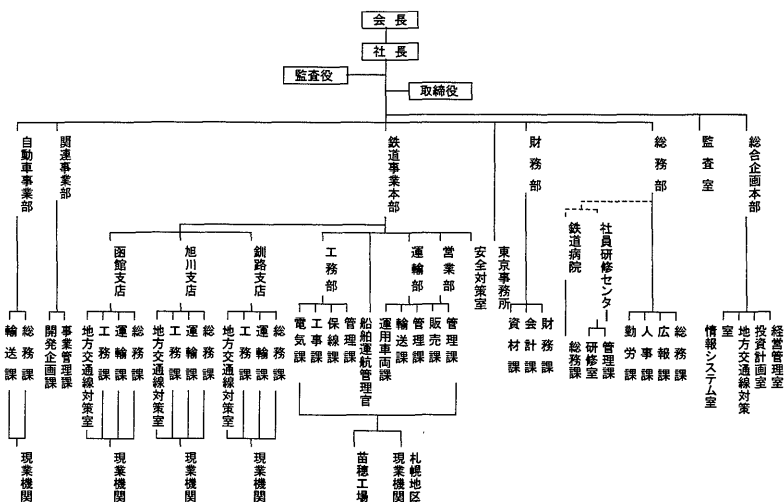 会長
社長
監査役
取締役
自動車事業部
関連事業部
鉄道事業本部
財務部
総務部
監査室
総合企画本部
函館支店
旭川支店
釧路支店
工務部
運輸部
営業部
安全対策室
東京事務所
鉄道病院
社員研修センター
輸送課
総務課
開発企画課
事業管理課
地方交通線対策室
工務課
運輸課
総務課
地方交通線対策室
工務課
運輸課
総務課
地方交通線対策室
工務課
運輸課
総務課
電気課
工事課
保線課
管理課
船舶運航管理官
運用車両課
輸送課
管理課
販売課
管理課
資材課
会計課
財務課
総務課
研修室
管理課
勤労課
人事課
広報課
総務課
情報システム室
地方交通線対策室
投資計画室
経営管理室
現業機関
現業機関
現業機関
現業機関
苗穂工場
札幌地区現業機関